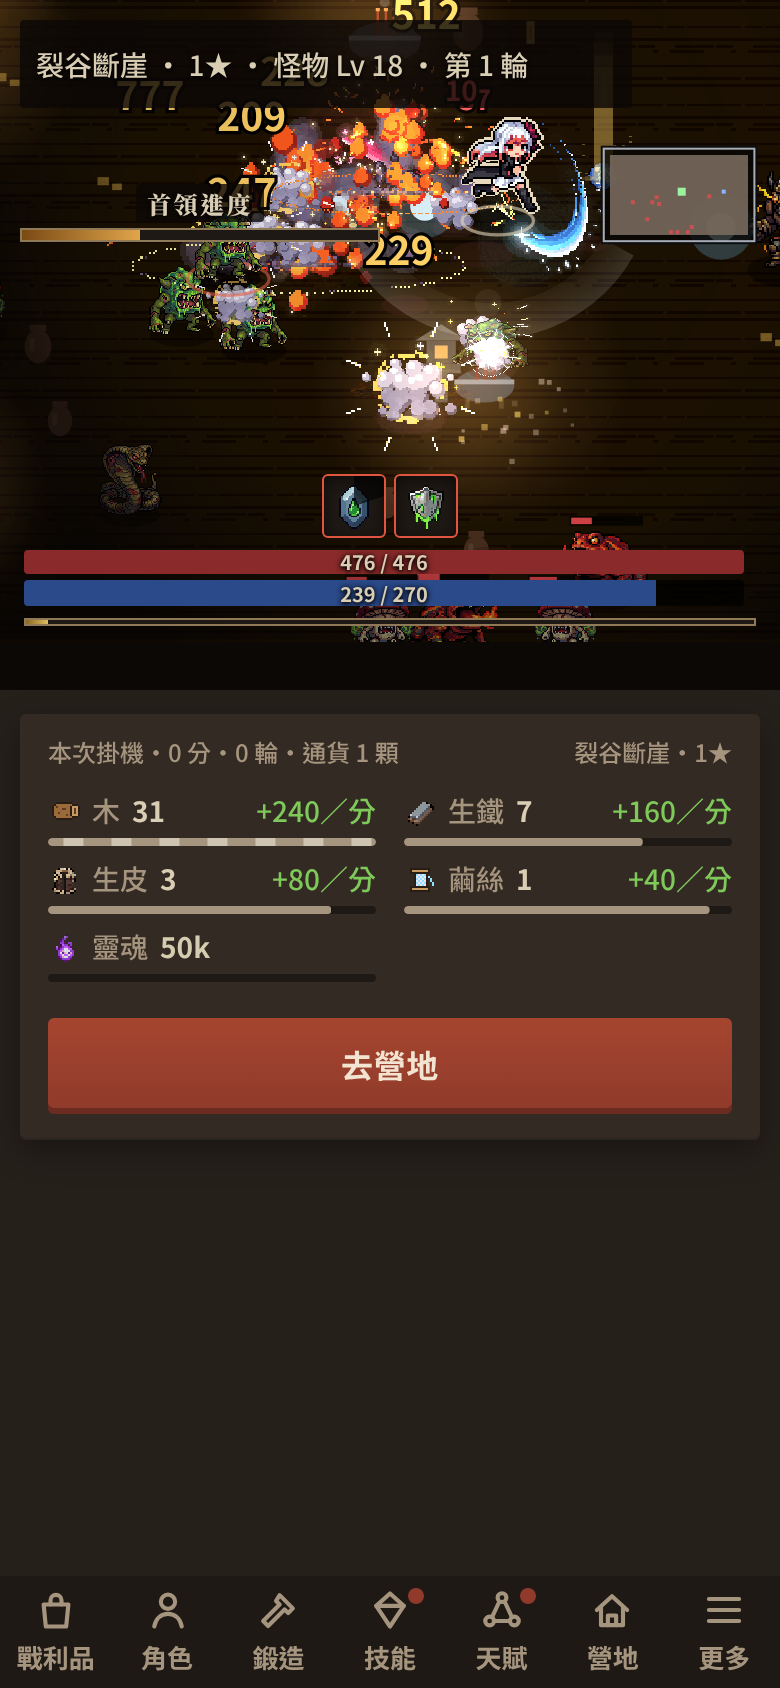 512
裂谷斷崖 • 1★ • 怪物 Lv 18 • 第 1 輪
777
107
209
247
首領進度
229
476 / 476
239 / 270
本次掛機・0 分・0 輪・通貨 1 顆
裂谷斷崖・1★
木 31 +240／分
生鐵 7 +160／分
生皮 3 +80／分
繭絲 1 +40／分
靈魂 50k
去營地
戰利品
角色
鍛造
技能
天賦
營地
更多